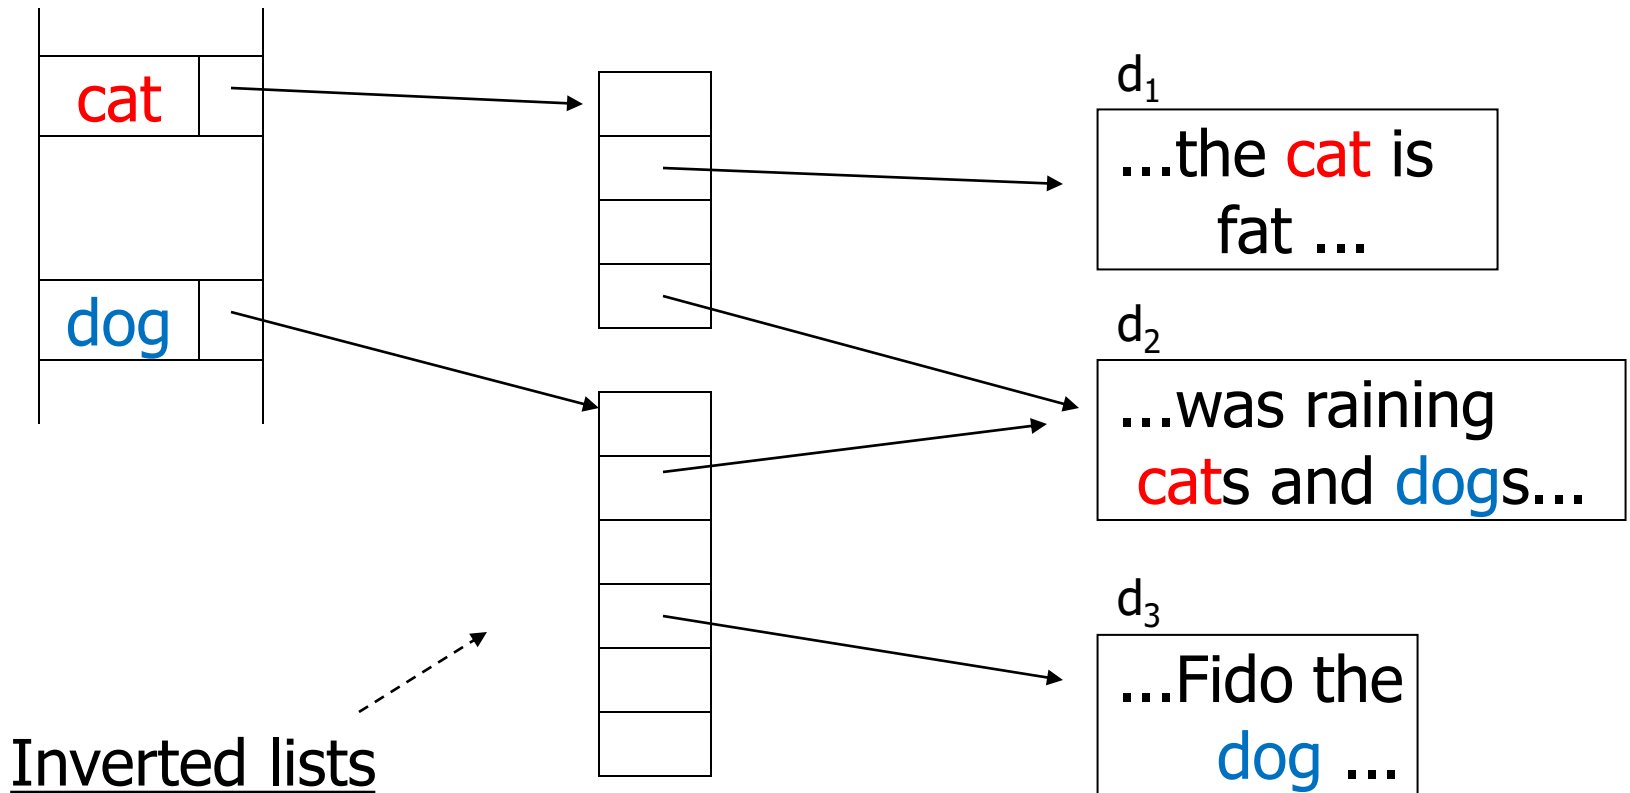 cat
dog
d₁
...the cat is
fat ...
d₂
...was raining
cats and dogs...
d₃
...Fido the
dog ...
Inverted lists